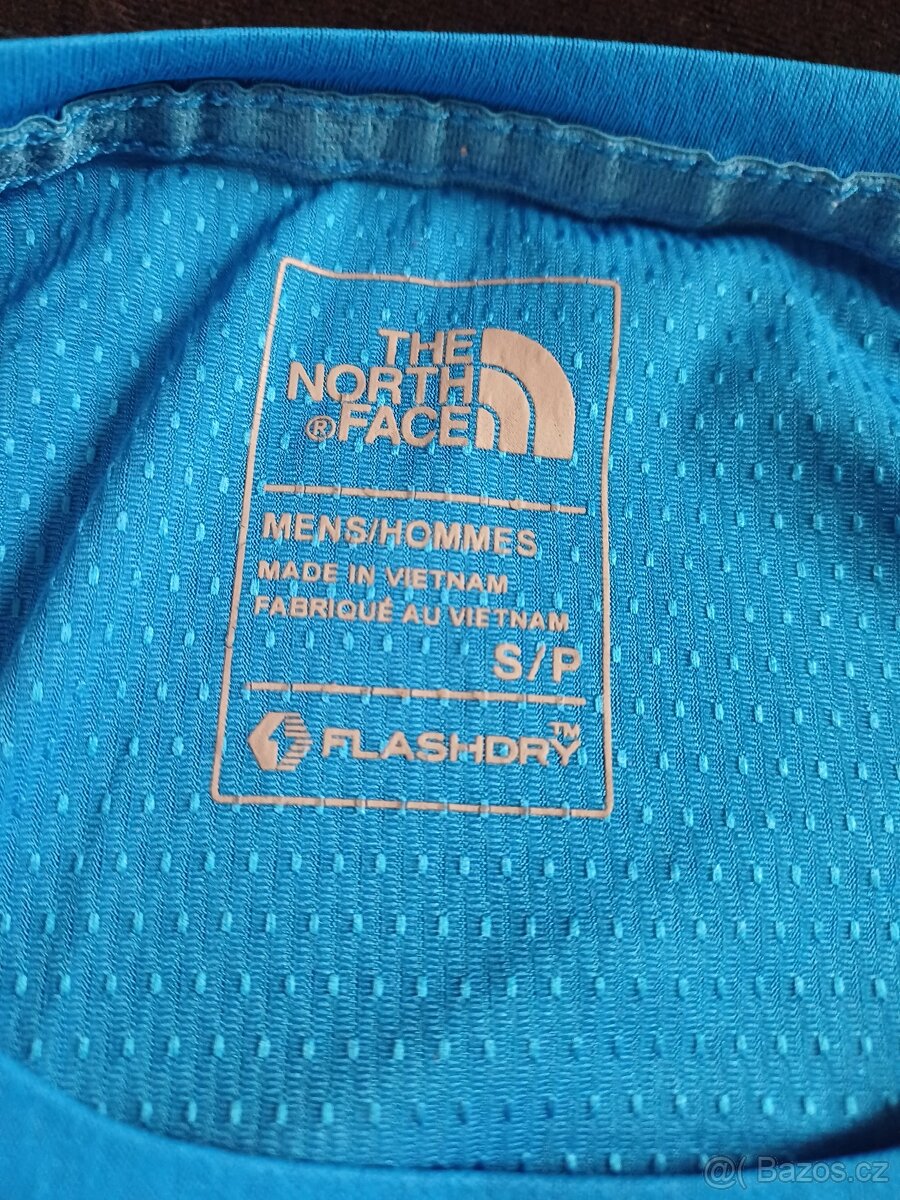 THE
NORTH
®FACE
MENS/HOMMES
MADE IN VIETNAM
FABRIQUÉ AU VIETNAM
S/P
FLASHDRY™
@( Bazos.cz